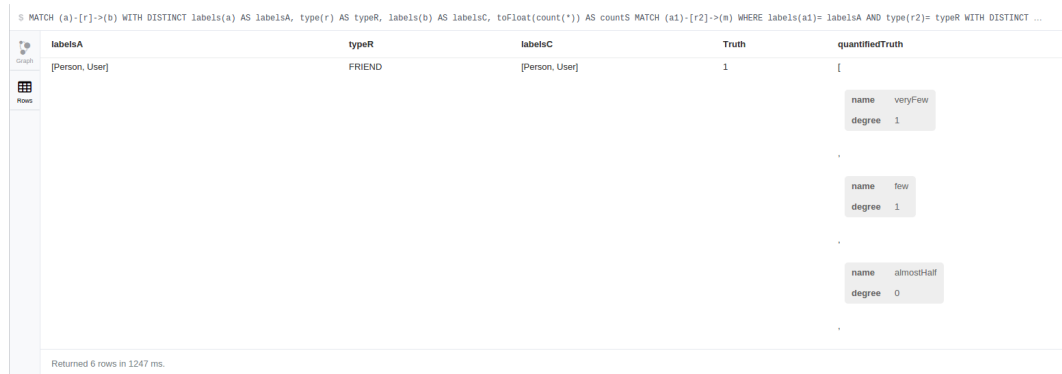 $ MATCH (a)-[r]->(b) WITH DISTINCT labels(a) AS labelsA, type(r) AS typeR, labels(b) AS labelsC, toFloat(count(*)) AS countS MATCH (a1)-[r2]->(m) WHERE labels(a1)= labelsA AND type(r2)= typeR WITH DISTINCT ...
Graph
Rows
labelsA typeR labelsC Truth quantifiedTruth
[Person, User] FRIEND [Person, User] 1 [
name veryFew
degree 1
,
name few
degree 1
,
name almostHalf
degree 0
,
Returned 6 rows in 1247 ms.